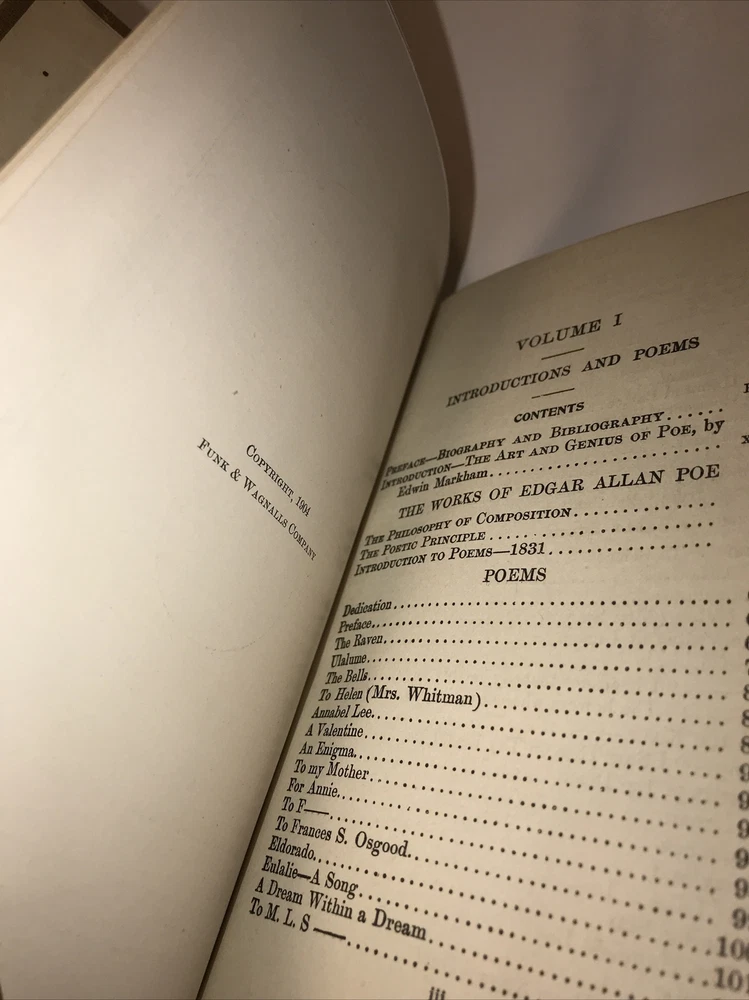 Copyright, 1904
Funk & Wagnalls Company
VOLUME I
INTRODUCTIONS AND POEMS
CONTENTS
Preface—Biography and Bibliography......
Introduction—The Art and Genius of Poe, by
Edwin Markham........................
THE WORKS OF EDGAR ALLAN POE
The Philosophy of Composition...............
The Poetic Principle........................
Introduction to Poems—1831.................
POEMS
Dedication..............................
Preface.................................
The Raven...............................
Ulalume.................................
The Bells...............................
To Helen (Mrs. Whitman)..................
Annabel Lee.............................
A Valentine.............................
An Enigma...............................
To my Mother............................
For Annie...............................
To F——..................................
To Frances S. Osgood....................
Eldorado................................
Eulalie—A Song..........................
A Dream Within a Dream..................
To M. L. S——............................
iii